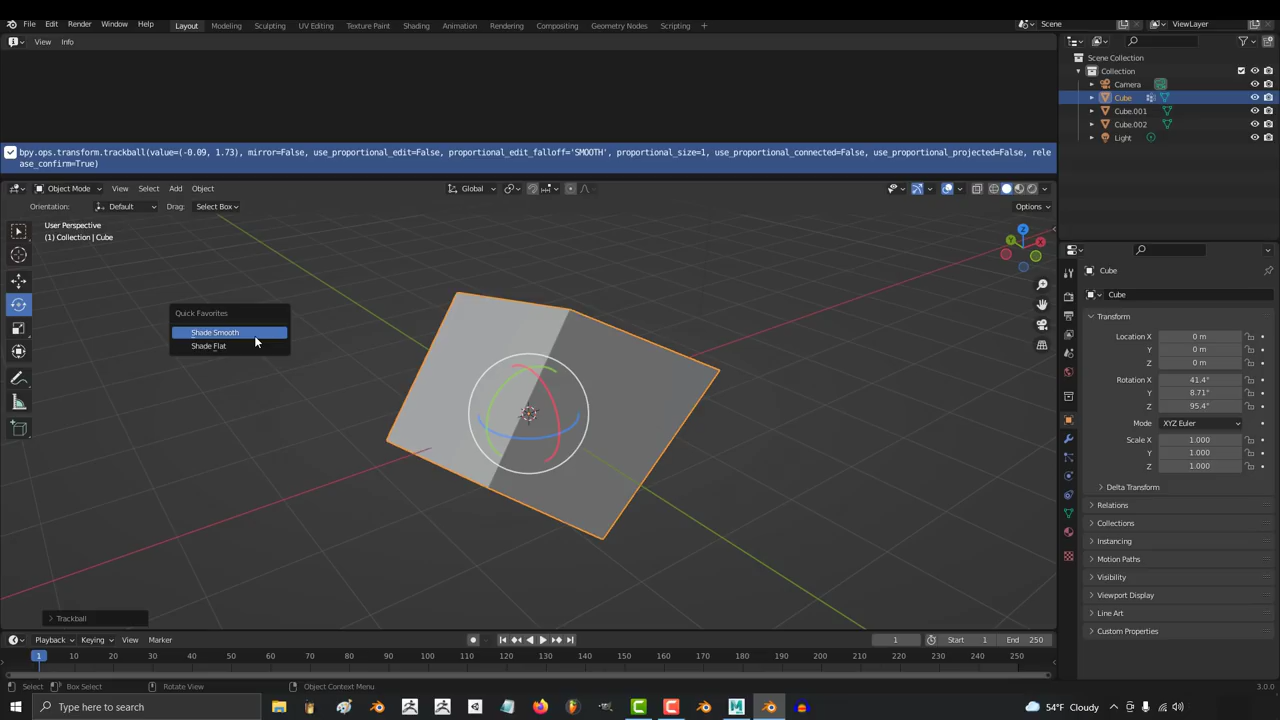 File Edit Render Window Help Layout Modeling Sculpting UV Editing Texture Paint Shading Animation Rendering Compositing Geometry Nodes Scripting + Scene ViewLayer
View Info
Scene Collection
Collection
Camera
Cube
Cube.001
Cube.002
Light
bpy.ops.transform.trackball(value=(-0.09, 1.73), mirror=False, use_proportional_edit=False, proportional_edit_falloff='SMOOTH', proportional_size=1, use_proportional_connected=False, use_proportional_projected=False, rele
ase_confirm=True)
Object Mode View Select Add Object Global
Orientation: Default Drag: Select Box Options
User Perspective
(1) Collection | Cube
Z
Y
X
Quick Favorites
Shade Smooth
Shade Flat
Trackball
Cube
Cube
Transform
Location X 0 m
Y 0 m
Z 0 m
Rotation X 41.4°
Y 8.71°
Z 95.4°
Mode XYZ Euler
Scale X 1.000
Y 1.000
Z 1.000
Delta Transform
Relations
Collections
Instancing
Motion Paths
Visibility
Viewport Display
Line Art
Custom Properties
Playback Keying View Marker 1 Start 1 End 250
1 10 20 30 40 50 60 70 80 90 100 110 120 130 140 150 160 170 180 190 200 210 220 230 240 250
Select Box Select Rotate View Object Context Menu 3.0.0
Type here to search 54°F Cloudy